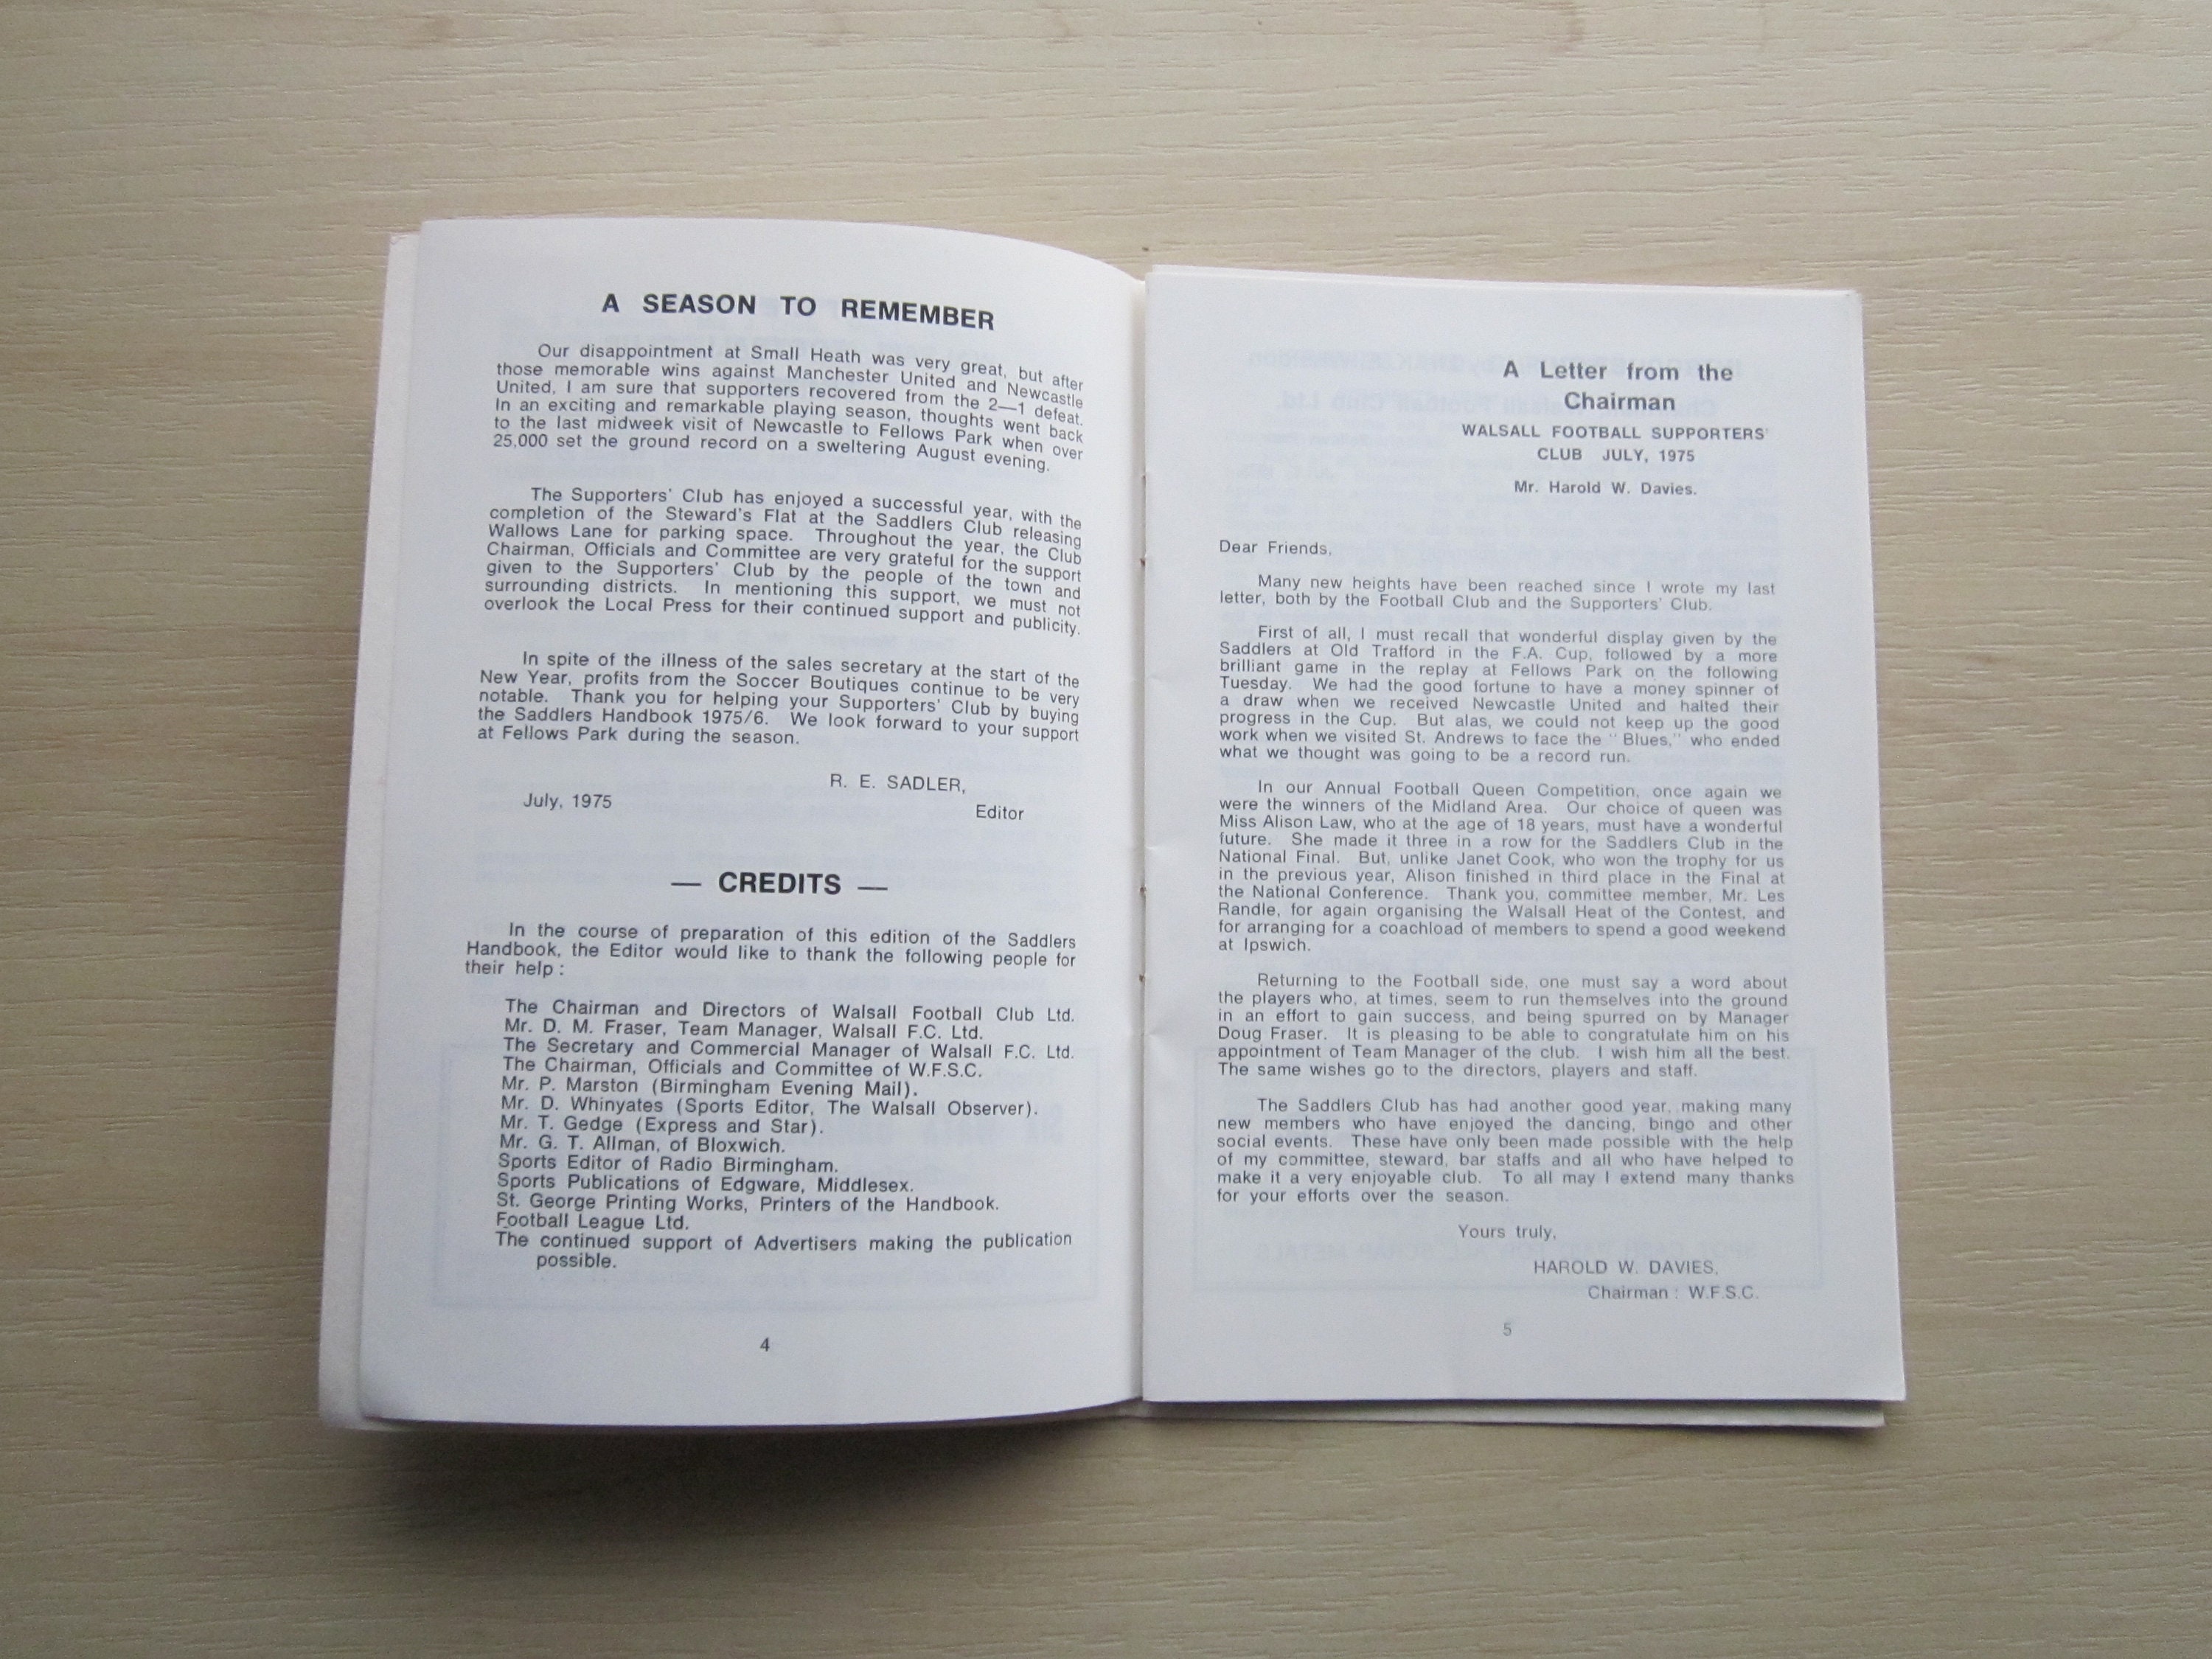 A SEASON TO REMEMBER
Our disappointment at Small Heath was very great, but after
those memorable wins against Manchester United and Newcastle
United, I am sure that supporters recovered from the 2—1 defeat.
In an exciting and remarkable playing season, thoughts went back
to the last midweek visit of Newcastle to Fellows Park when over
25,000 set the ground record on a sweltering August evening.
The Supporters' Club has enjoyed a successful year, with the
completion of the Steward's Flat at the Saddlers Club releasing
Wallows Lane for parking space. Throughout the year, the Club
Chairman, Officials and Committee are very grateful for the support
given to the Supporters' Club by the people of the town and
surrounding districts. In mentioning this support, we must not
overlook the Local Press for their continued support and publicity.
In spite of the illness of the sales secretary at the start of the
New Year, profits from the Soccer Boutiques continue to be very
notable. Thank you for helping your Supporters' Club by buying
the Saddlers Handbook 1975/6. We look forward to your support
at Fellows Park during the season.
R. E. SADLER,
July, 1975
Editor
— CREDITS —
In the course of preparation of this edition of the Saddlers
Handbook, the Editor would like to thank the following people for
their help :
The Chairman and Directors of Walsall Football Club Ltd.
Mr. D. M. Fraser, Team Manager, Walsall F.C. Ltd.
The Secretary and Commercial Manager of Walsall F.C. Ltd.
The Chairman, Officials and Committee of W.F.S.C.
Mr. P. Marston (Birmingham Evening Mail).
Mr. D. Whinyates (Sports Editor, The Walsall Observer).
Mr. T. Gedge (Express and Star).
Mr. G. T. Allman, of Bloxwich.
Sports Editor of Radio Birmingham.
Sports Publications of Edgware, Middlesex.
St. George Printing Works, Printers of the Handbook.
Football League Ltd.
The continued support of Advertisers making the publication
possible.
4
A Letter from the
Chairman
WALSALL FOOTBALL SUPPORTERS'
CLUB JULY, 1975
Mr. Harold W. Davies.
Dear Friends,
Many new heights have been reached since I wrote my last
letter, both by the Football Club and the Supporters' Club.
First of all, I must recall that wonderful display given by the
Saddlers at Old Trafford in the F.A. Cup, followed by a more
brilliant game in the replay at Fellows Park on the following
Tuesday. We had the good fortune to have a money spinner of
a draw when we received Newcastle United and halted their
progress in the Cup. But alas, we could not keep up the good
work when we visited St. Andrews to face the " Blues," who ended
what we thought was going to be a record run.
In our Annual Football Queen Competition, once again we
were the winners of the Midland Area. Our choice of queen was
Miss Alison Law, who at the age of 18 years, must have a wonderful
future. She made it three in a row for the Saddlers Club in the
National Final. But, unlike Janet Cook, who won the trophy for us
in the previous year, Alison finished in third place in the Final at
the National Conference. Thank you, committee member, Mr. Les
Randle, for again organising the Walsall Heat of the Contest, and
for arranging for a coachload of members to spend a good weekend
at Ipswich.
Returning to the Football side, one must say a word about
the players who, at times, seem to run themselves into the ground
in an effort to gain success, and being spurred on by Manager
Doug Fraser. It is pleasing to be able to congratulate him on his
appointment of Team Manager of the club. I wish him all the best.
The same wishes go to the directors, players and staff.
The Saddlers Club has had another good year, making many
new members who have enjoyed the dancing, bingo and other
social events. These have only been made possible with the help
of my committee, steward, bar staffs and all who have helped to
make it a very enjoyable club. To all may I extend many thanks
for your efforts over the season.
Yours truly,
HAROLD W. DAVIES,
Chairman : W.F.S.C.
5